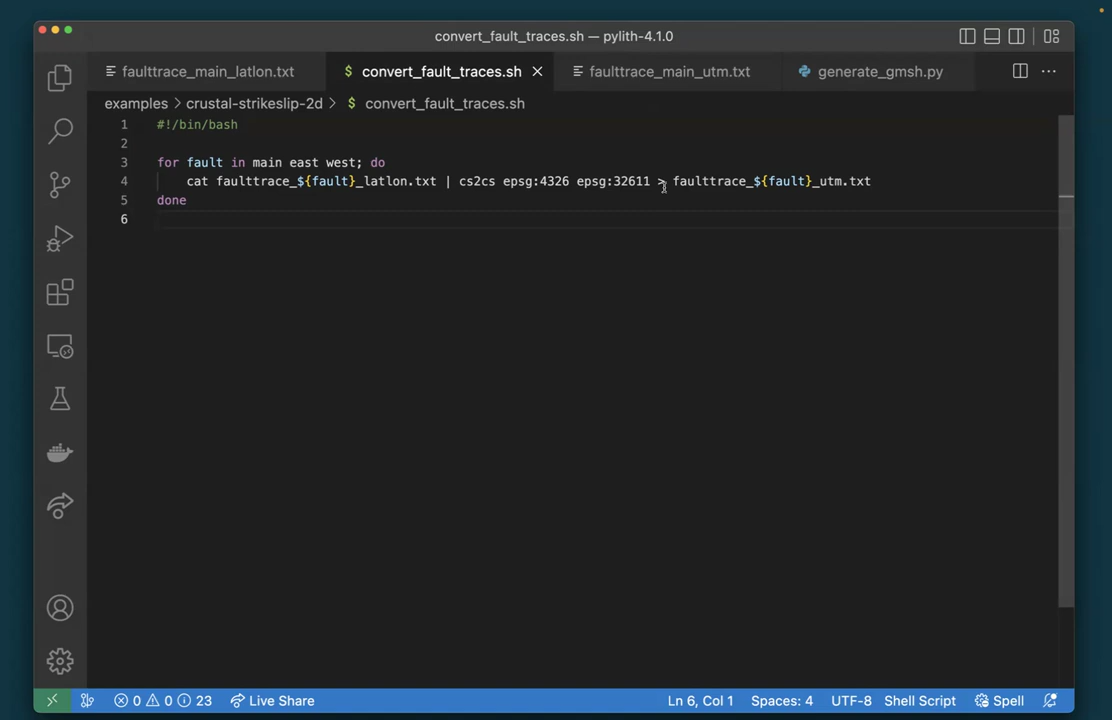 convert_fault_traces.sh — pylith-4.1.0
faulttrace_main_latlon.txt $ convert_fault_traces.sh faulttrace_main_utm.txt generate_gmsh.py
examples > crustal-strikeslip-2d > $ convert_fault_traces.sh
1 #!/bin/bash
2
3 for fault in main east west; do
4 cat faulttrace_${fault}_latlon.txt | cs2cs epsg:4326 epsg:32611 > faulttrace_${fault}_utm.txt
5 done
6
0 0 23 Live Share Ln 6, Col 1 Spaces: 4 UTF-8 Shell Script Spell